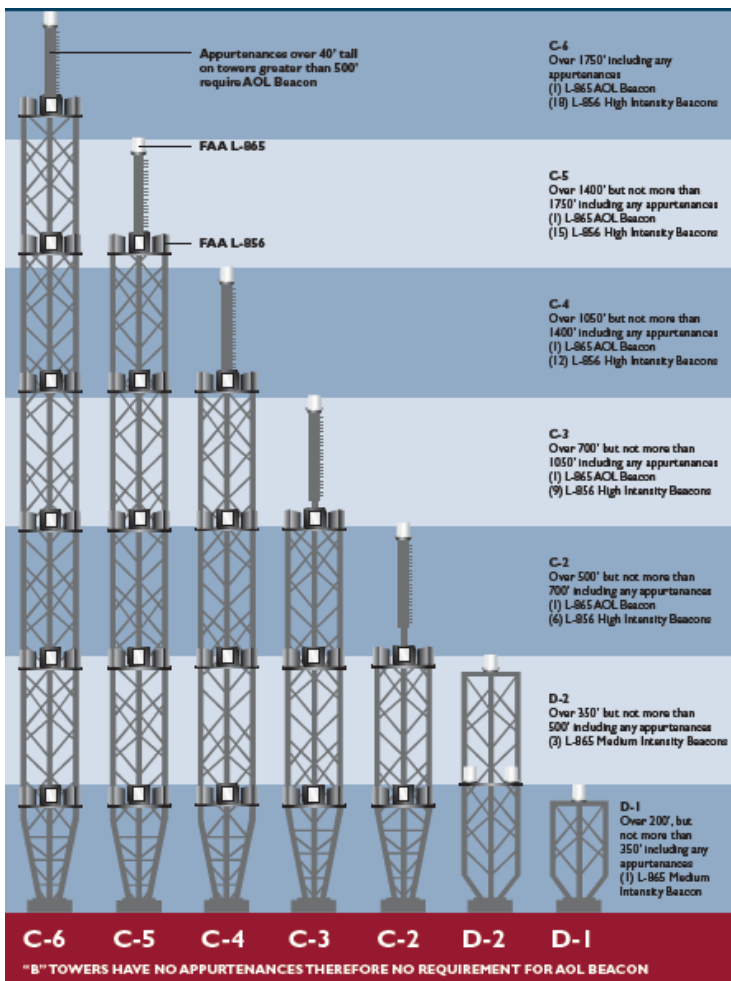 Appurtenances over 40' tall
on towers greater than 500'
require AOL Beacon
C-6
Over 1750' including any
appurtenances
(1) L-865 AOL Beacon
(18) L-856 High Intensity Beacons
FAA L-865
C-5
Over 1400' but not more than
1750' including any appurtenances
(1) L-865 AOL Beacon
(15) L-856 High Intensity Beacons
FAA L-856
C-4
Over 1050' but not more than
1400' including any appurtenances
(1) L-865 AOL Beacon
(12) L-856 High Intensity Beacons
C-3
Over 700' but not more than
1050' including any appurtenances
(1) L-865 AOL Beacon
(9) L-856 High Intensity Beacons
C-2
Over 500' but not more than
700' including any appurtenances
(1) L-865 AOL Beacon
(6) L-856 High Intensity Beacons
D-2
Over 350' but not more than
500' including any appurtenances
(3) L-865 Medium Intensity Beacons
D-1
Over 200', but
not more than
350' including any
appurtenances
(1) L-865 Medium
Intensity Beacon
C-6 C-5 C-4 C-3 C-2 D-2 D-1
"B" TOWERS HAVE NO APPURTENANCES THEREFORE NO REQUIREMENT FOR AOL BEACON